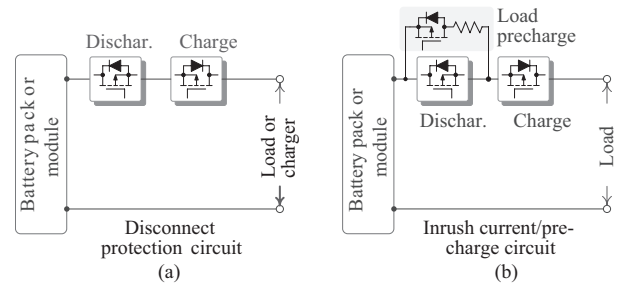 Dischar.
Charge
Battery pack or
module
Load or
charger
Disconnect
protection circuit
(a)
Load
precharge
Battery pack or
module
Dischar.
Charge
Load
Inrush current/pre-
charge circuit
(b)